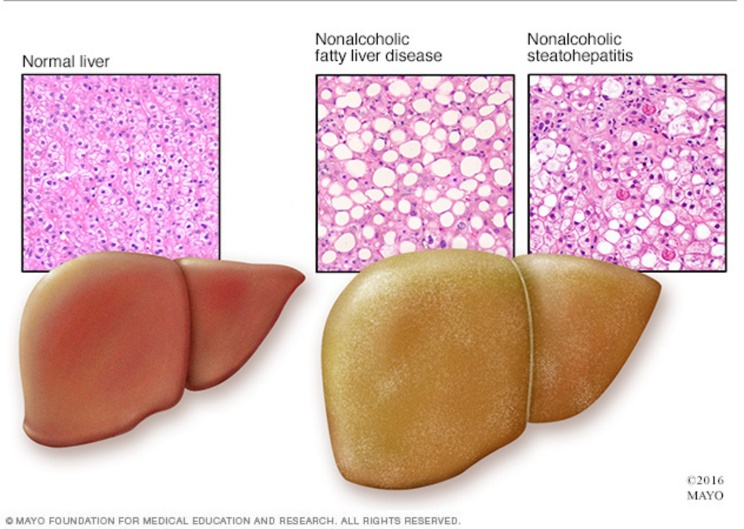 Normal liver
Nonalcoholic
fatty liver disease
Nonalcoholic
steatohepatitis
©2016
MAYO
© MAYO FOUNDATION FOR MEDICAL EDUCATION AND RESEARCH. ALL RIGHTS RESERVED.